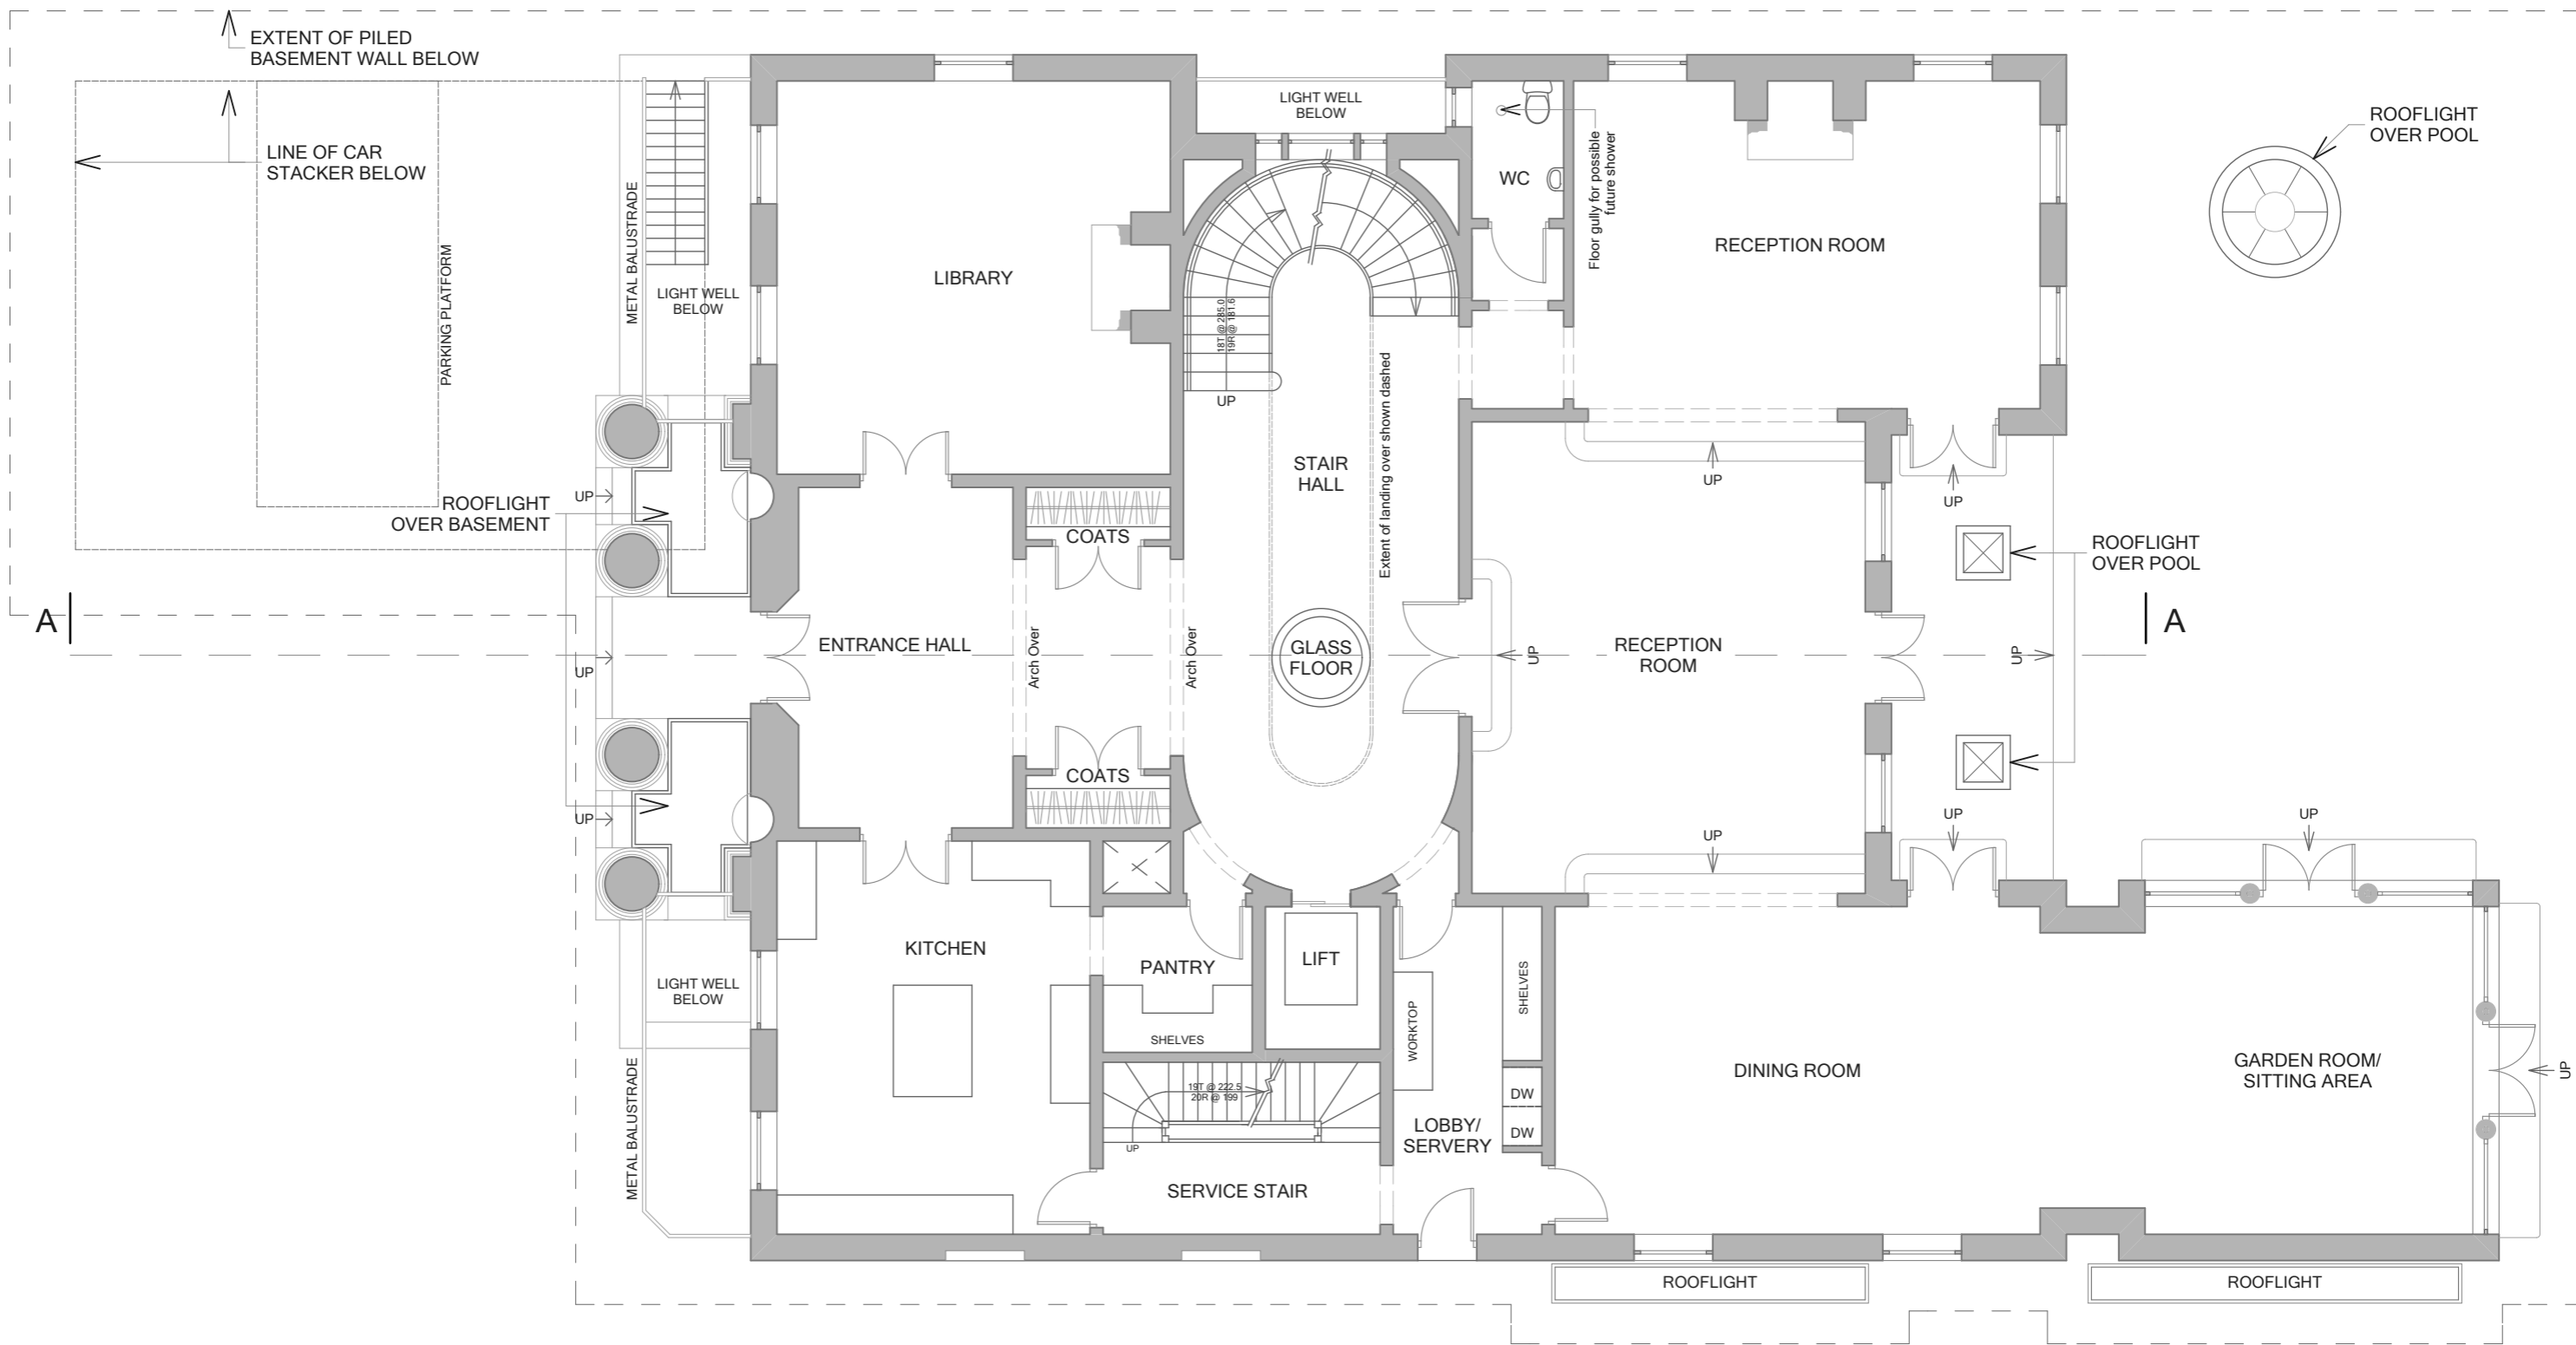 EXTENT OF PILED
BASEMENT WALL BELOW
LINE OF CAR
STACKER BELOW
PARKING PLATFORM
METAL BALUSTRADE
LIGHT WELL
BELOW
LIBRARY
LIGHT WELL
BELOW
WC
Floor gully for possible
future shower
RECEPTION ROOM
ROOFLIGHT
OVER POOL
18T @ 285.0
19R @ 181.6
UP
STAIR
HALL
Extent of landing over shown dashed
UP
UP
ROOFLIGHT
OVER BASEMENT
UP
COATS
ROOFLIGHT
OVER POOL
A
A
UP
ENTRANCE HALL
Arch Over
Arch Over
GLASS
FLOOR
UP
RECEPTION
ROOM
UP
UP
COATS
UP
UP
UP
LIGHT WELL
BELOW
KITCHEN
PANTRY
SHELVES
LIFT
WORKTOP
SHELVES
METAL BALUSTRADE
19T @ 222.5
20R @ 199
UP
DW
DW
LOBBY/
SERVERY
SERVICE STAIR
DINING ROOM
GARDEN ROOM/
SITTING AREA
UP
ROOFLIGHT
ROOFLIGHT